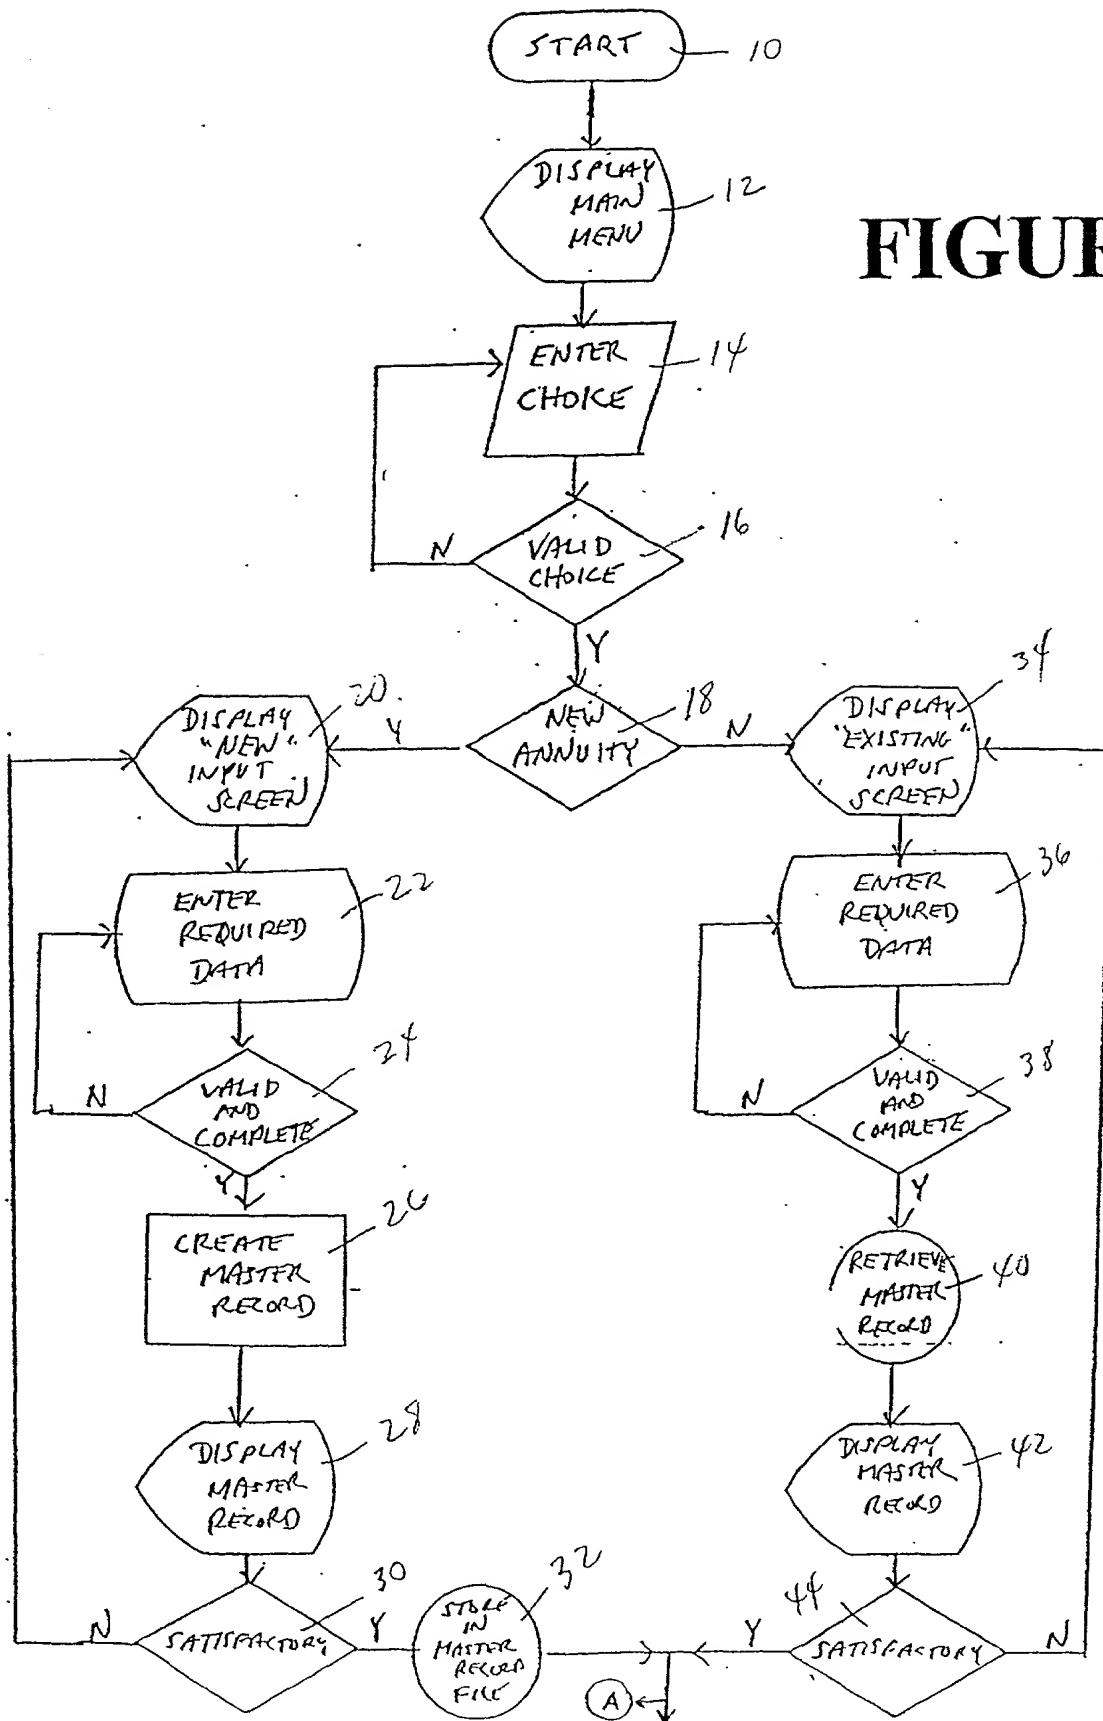 START
10
DISPLAY
MAIN
MENU
12
FIGUR
ENTER
CHOICE
14
VALID
CHOICE
16
N
Y
NEW
ANNUITY
18
Y
N
DISPLAY
"NEW"
INPUT
SCREEN
20
DISPLAY
"EXISTING"
INPUT
SCREEN
34
ENTER
REQUIRED
DATA
22
ENTER
REQUIRED
DATA
36
VALID
AND
COMPLETE
24
N
Y
VALID
AND
COMPLETE
38
N
Y
CREATE
MASTER
RECORD
26
RETRIEVE
MASTER
RECORD
40
DISPLAY
MASTER
RECORD
28
DISPLAY
MASTER
RECORD
42
SATISFACTORY
30
N
Y
STORE
IN
MASTER
RECORD
FILE
32
SATISFACTORY
44
Y
N
A